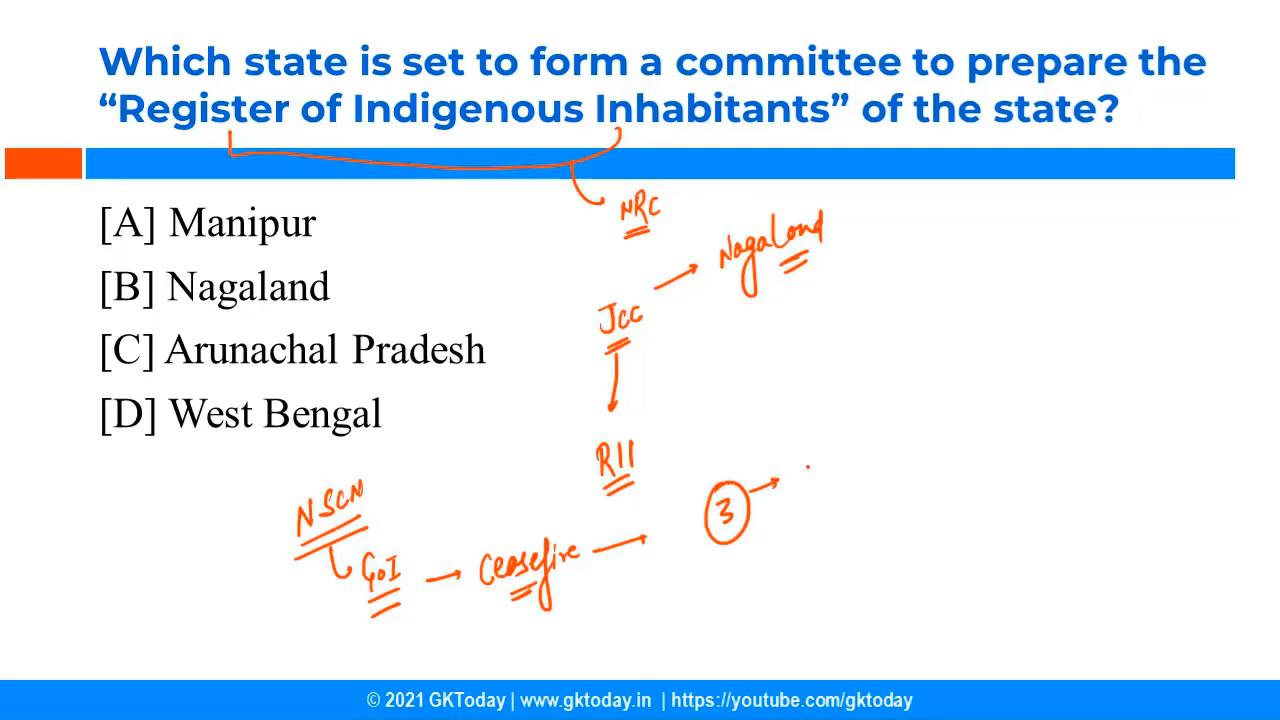 Which state is set to form a committee to prepare the
“Register of Indigenous Inhabitants” of the state?
NRC
[A] Manipur
Nagaland
[B] Nagaland
JCC
[C] Arunachal Pradesh
[D] West Bengal
RII
NSCN
3
GoI
Ceasefire
© 2021 GKToday | www.gktoday.in | https://youtube.com/gktoday